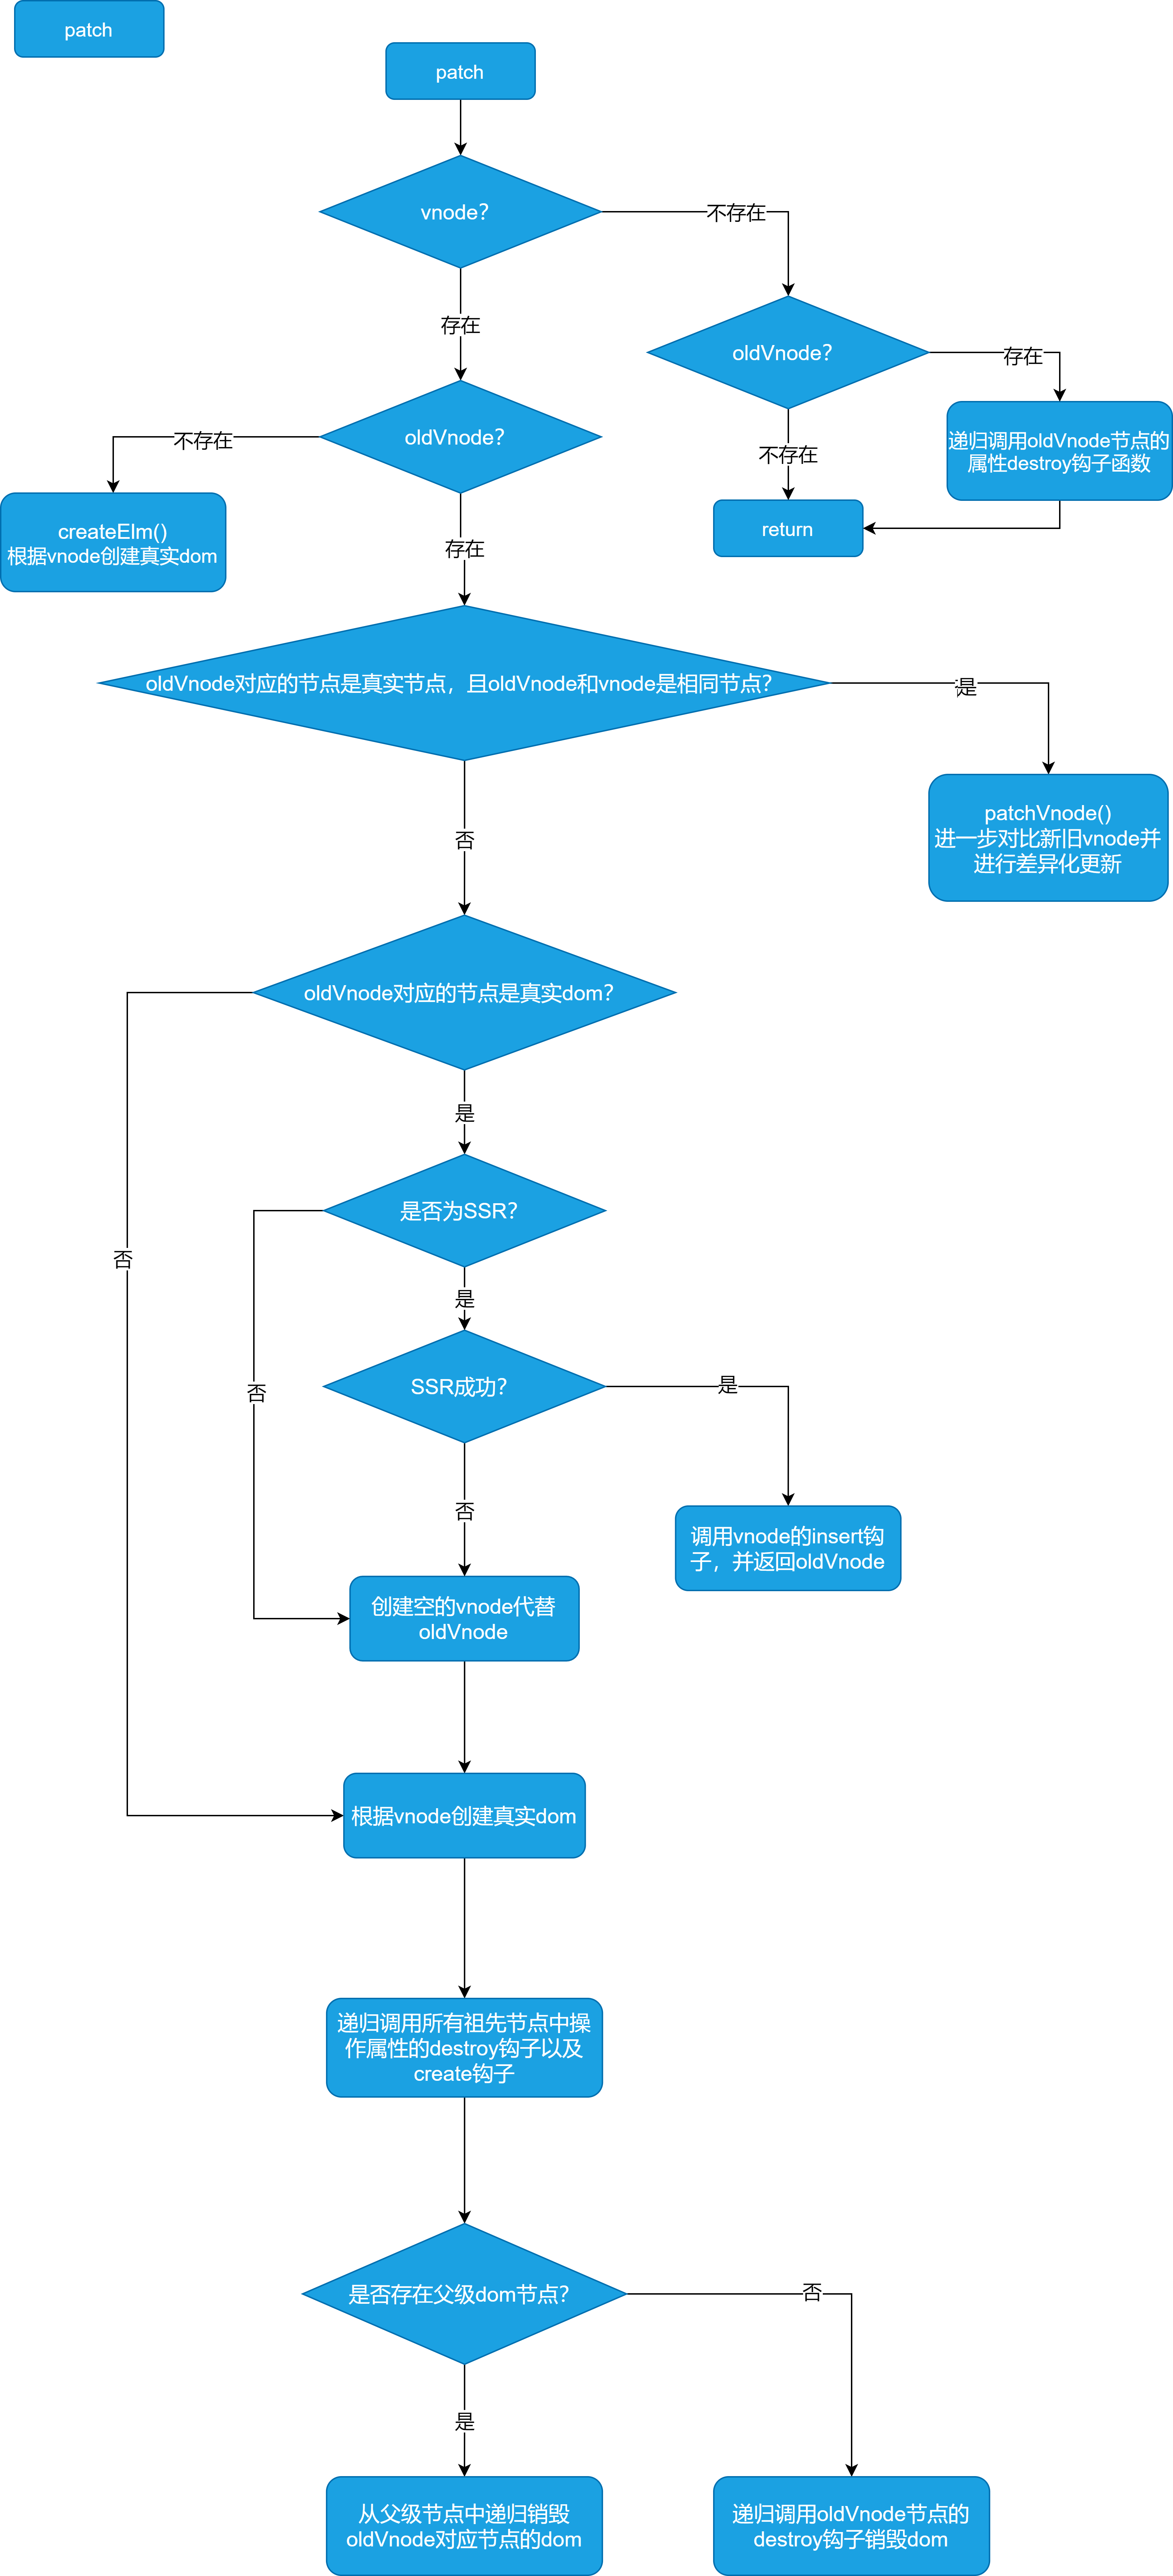 patch
patch
vnode?
不存在
存在
oldVnode?
存在
oldVnode?
不存在
递归调用oldVnode节点的
属性destroy钩子函数
不存在
return
createElm()
根据vnode创建真实dom
存在
oldVnode对应的节点是真实节点，且oldVnode和vnode是相同节点?
是
patchVnode()
进一步对比新旧vnode并
进行差异化更新
否
oldVnode对应的节点是真实dom?
是
是否为SSR?
否
是
SSR成功?
是
否
否
调用vnode的insert钩
子，并返回oldVnode
创建空的vnode代替
oldVnode
根据vnode创建真实dom
递归调用所有祖先节点中操
作属性的destroy钩子以及
create钩子
是否存在父级dom节点?
否
是
从父级节点中递归销毁
oldVnode对应节点的dom
递归调用oldVnode节点的
destroy钩子销毁dom